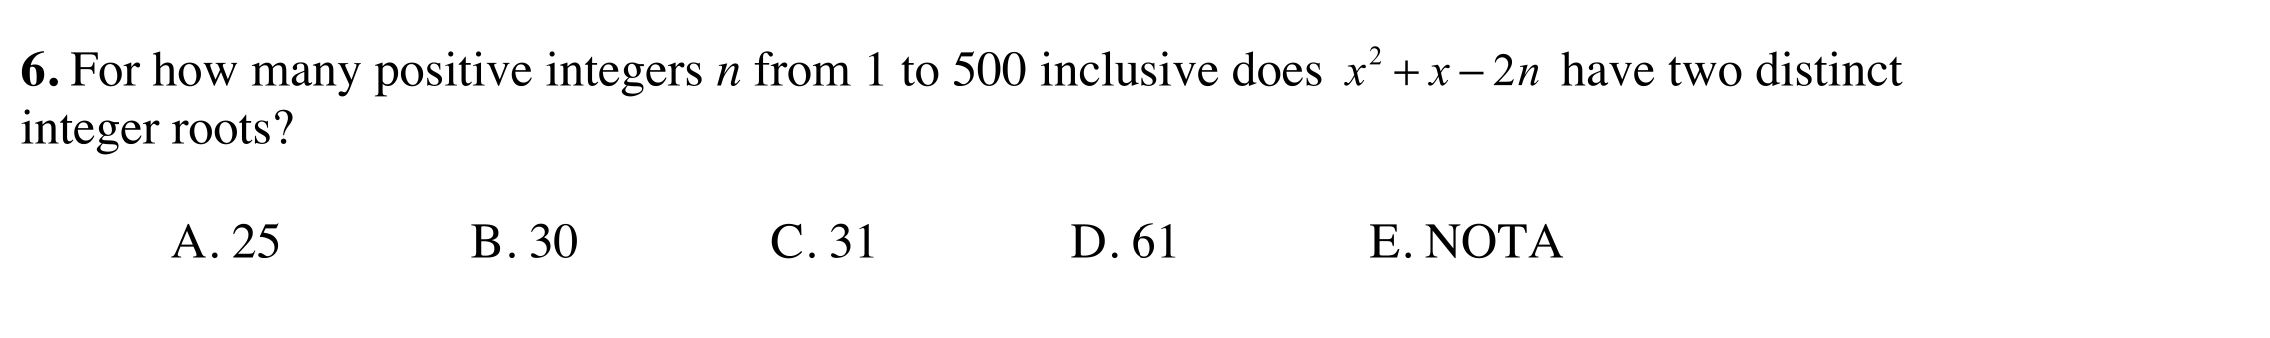 6. For how many positive integers n from 1 to 500 inclusive does x² + x − 2n have two distinct
integer roots?
A. 25 B. 30 C. 31 D. 61 E. NOTA